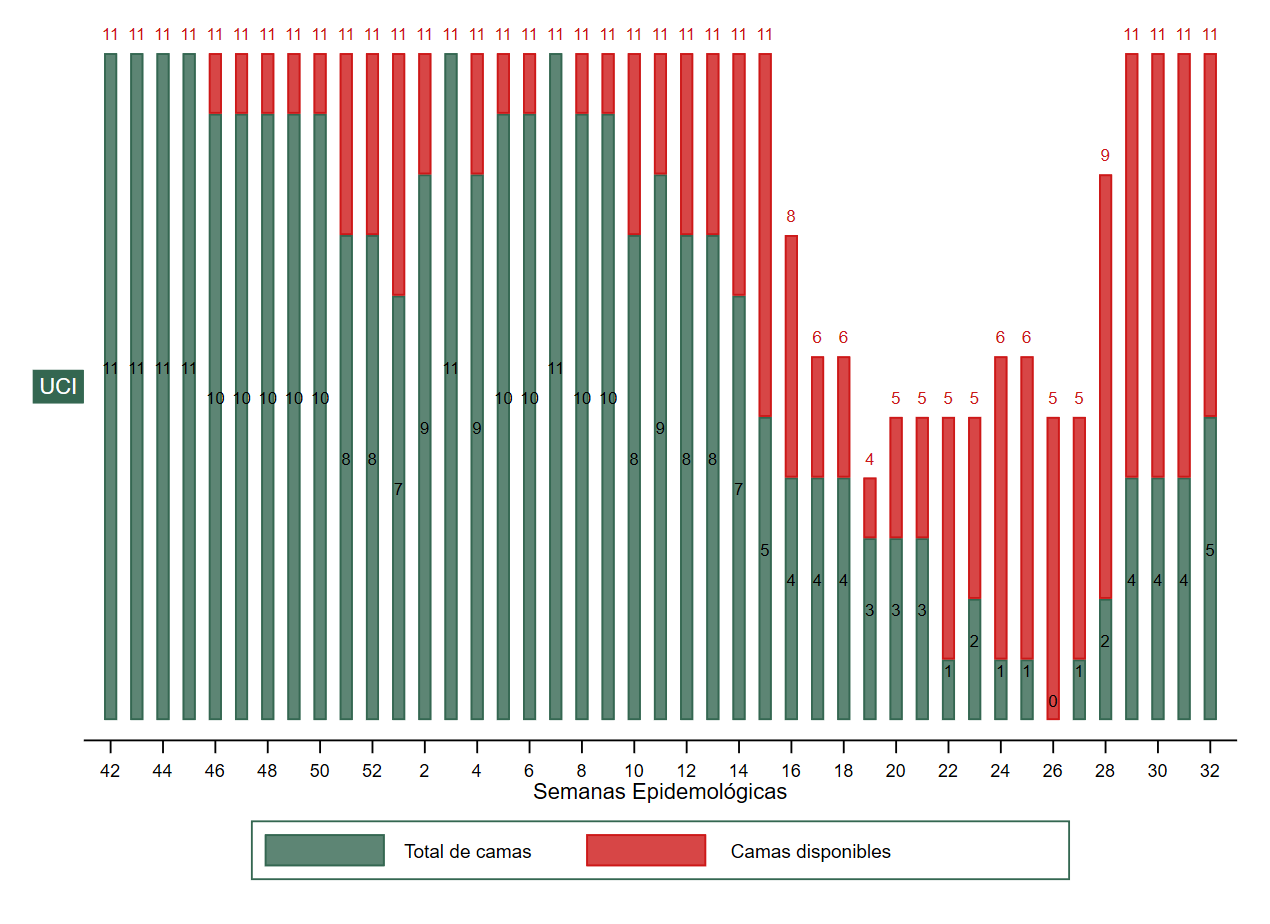 11 11 11 11 11 11 11 11 11 11 11 11 11 11 11 11 11 11 11 11 11 11 11 11 11 11 11 11 11 11
9
8
6 6 6 6
11 11 11 11 11 11
UCI
10 10 10 10 10 10 10 10 10 5 5 5 5 5 5
9 9 9
8 8 8 8 8 4
7 7
5 5
4 4 4 4 4 4
3 3 3
2 2
1 1 1 1
0
42 44 46 48 50 52 2 4 6 8 10 12 14 16 18 20 22 24 26 28 30 32
Semanas Epidemológicas
Total de camas Camas disponibles